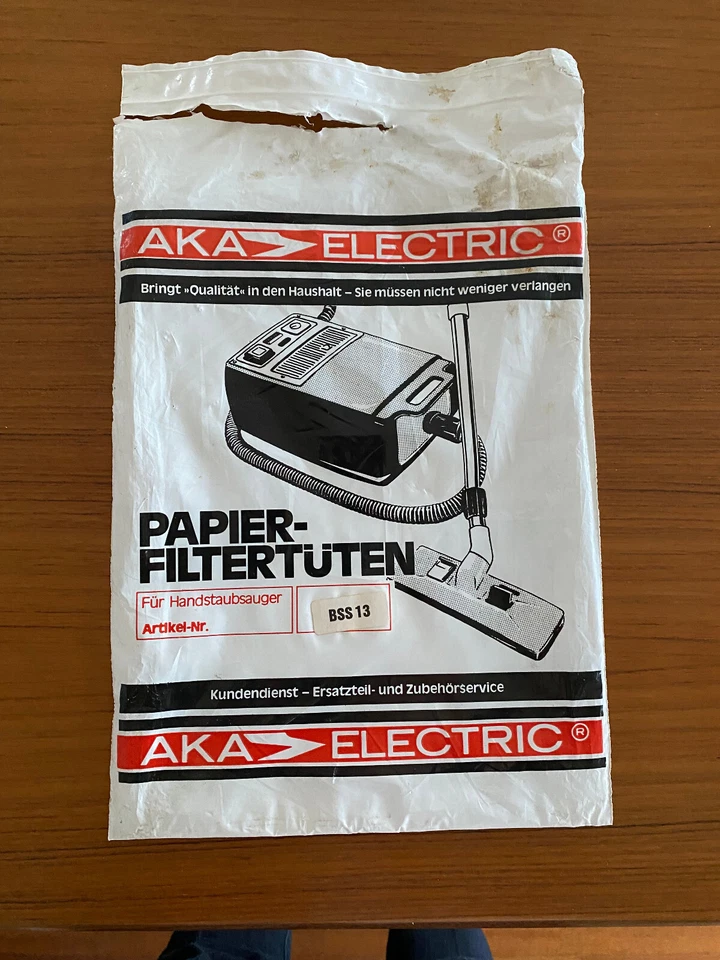 AKA ELECTRIC ®
Bringt »Qualität« in den Haushalt – Sie müssen nicht weniger verlangen
PAPIER-
FILTERTÜTEN
Für Handstaubsauger
Artikel-Nr.
BSS 13
Kundendienst – Ersatzteil- und Zubehörservice
AKA ELECTRIC ®